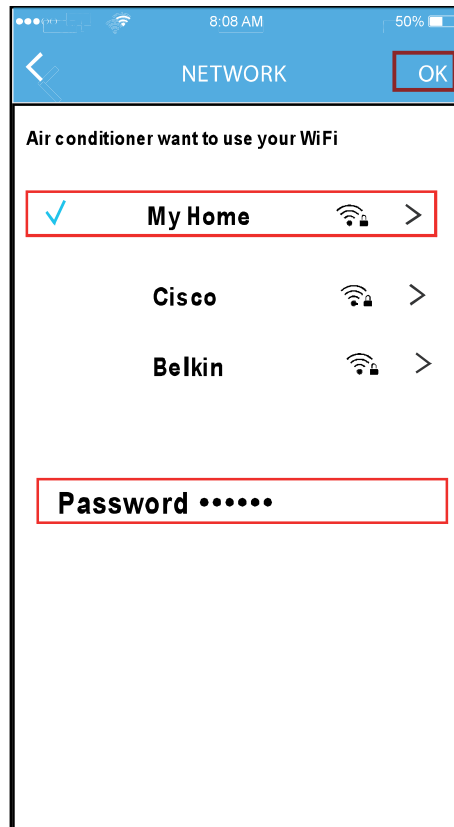 8:08 AM 50%
NETWORK OK
Air conditioner want to use your WiFi
My Home
Cisco
Belkin
Password ••••••